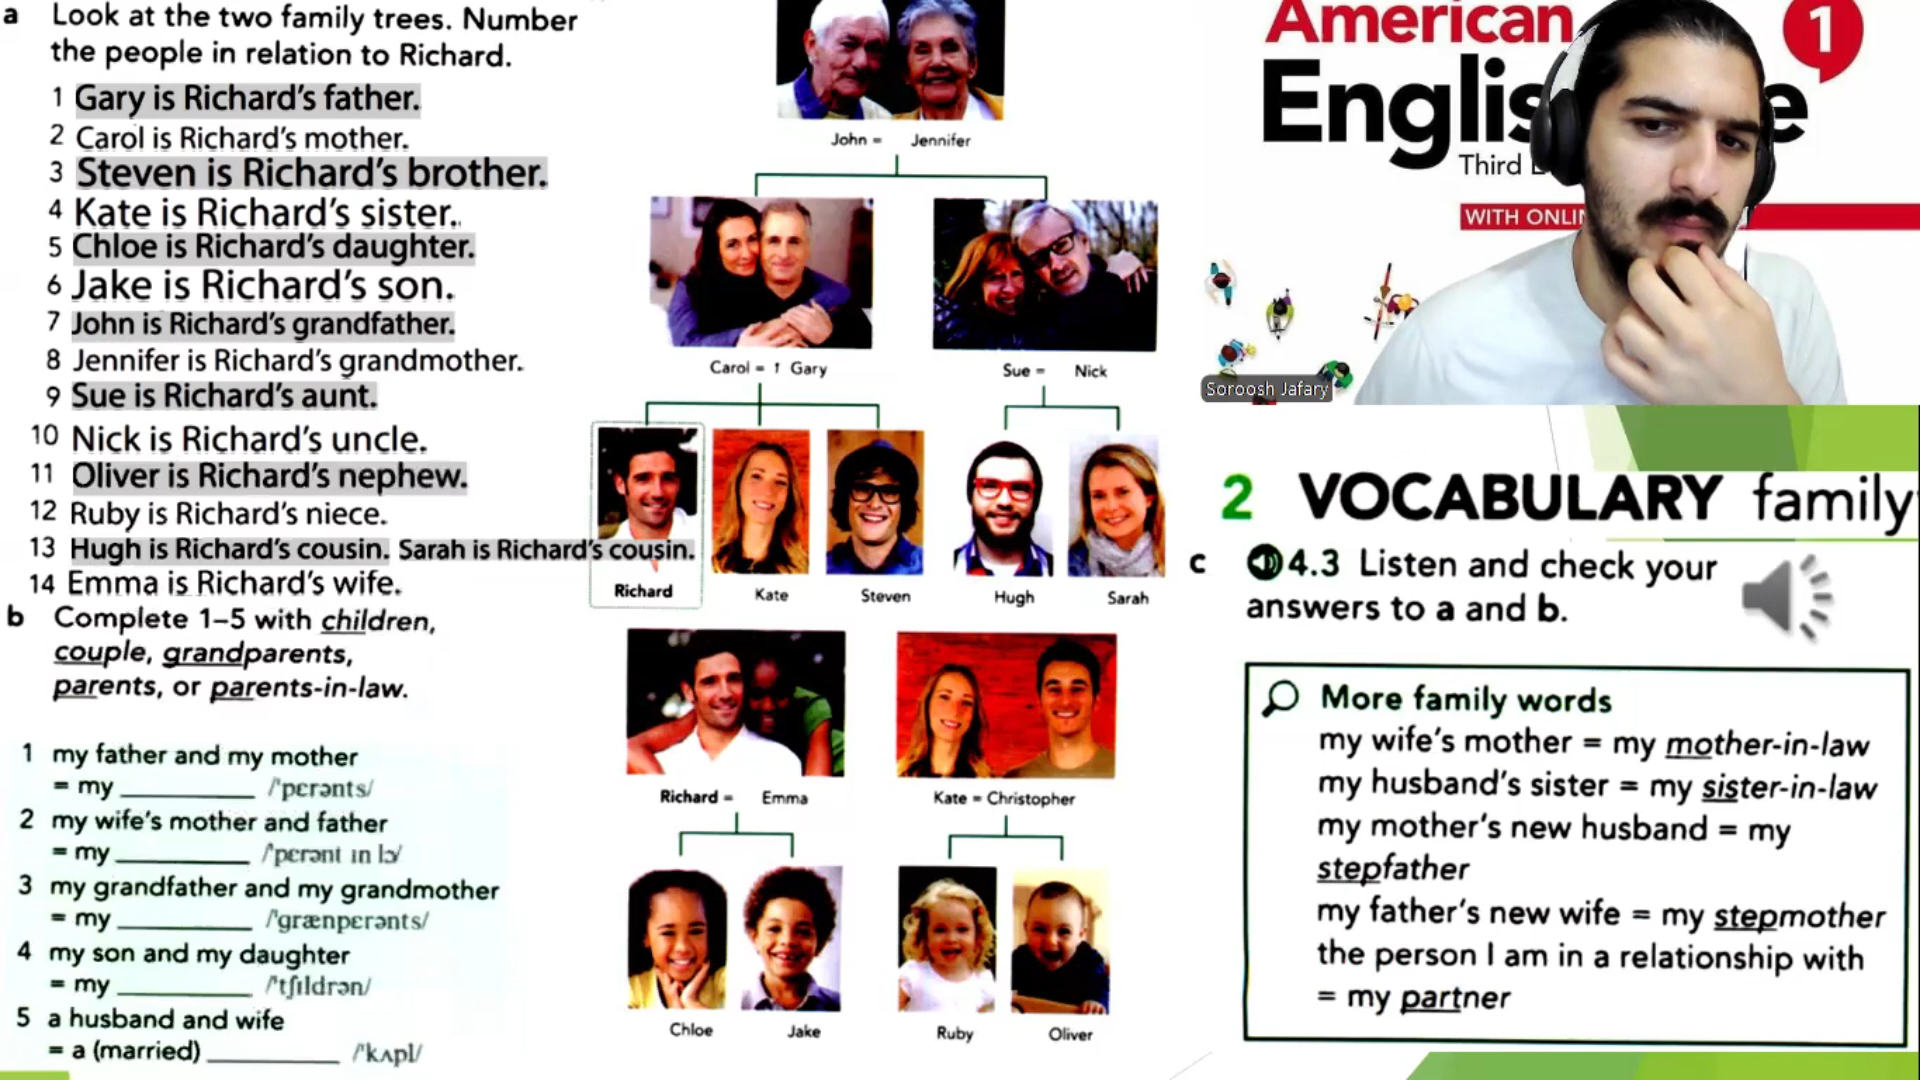 a Look at the two family trees. Number
the people in relation to Richard.
1 Gary is Richard's father.
2 Carol is Richard's mother.
3 Steven is Richard's brother.
4 Kate is Richard's sister.
5 Chloe is Richard's daughter.
6 Jake is Richard's son.
7 John is Richard's grandfather.
8 Jennifer is Richard's grandmother.
9 Sue is Richard's aunt.
10 Nick is Richard's uncle.
11 Oliver is Richard's nephew.
12 Ruby is Richard's niece.
13 Hugh is Richard's cousin. Sarah is Richard's cousin.
14 Emma is Richard's wife.
b Complete 1–5 with children,
couple, grandparents,
parents, or parents-in-law.
1 my father and my mother
= my __________ /ˈpɛrənts/
2 my wife's mother and father
= my __________ /ˈpɛrənt ɪn lɔ/
3 my grandfather and my grandmother
= my __________ /ˈɡrænpɛrənts/
4 my son and my daughter
= my __________ /ˈtʃɪldrən/
5 a husband and wife
= a (married) __________ /ˈkʌpl/
John = Jennifer
Carol = 1 Gary
Sue = Nick
Richard
Kate
Steven
Hugh
Sarah
Richard = Emma
Kate = Christopher
Chloe
Jake
Ruby
Oliver
American
1
Englis e
Third
WITH ONLIN
Soroosh Jafary
2 VOCABULARY family
c 4.3 Listen and check your
answers to a and b.
More family words
my wife's mother = my mother-in-law
my husband's sister = my sister-in-law
my mother's new husband = my
stepfather
my father's new wife = my stepmother
the person I am in a relationship with
= my partner